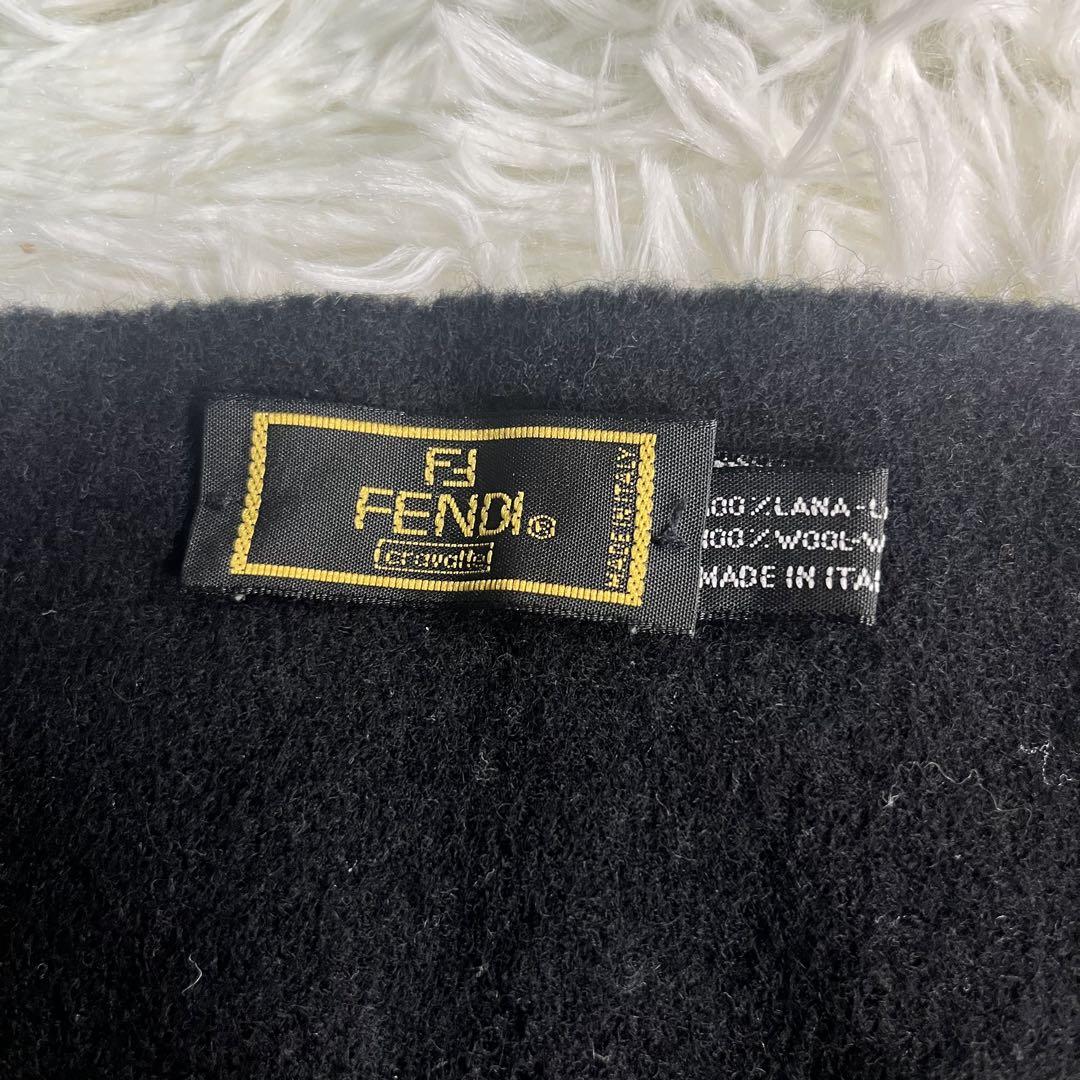 FF
FENDI®
cravatte
MADE IN ITALY
100%LANA-
100%WOOL-W
MADE IN ITA